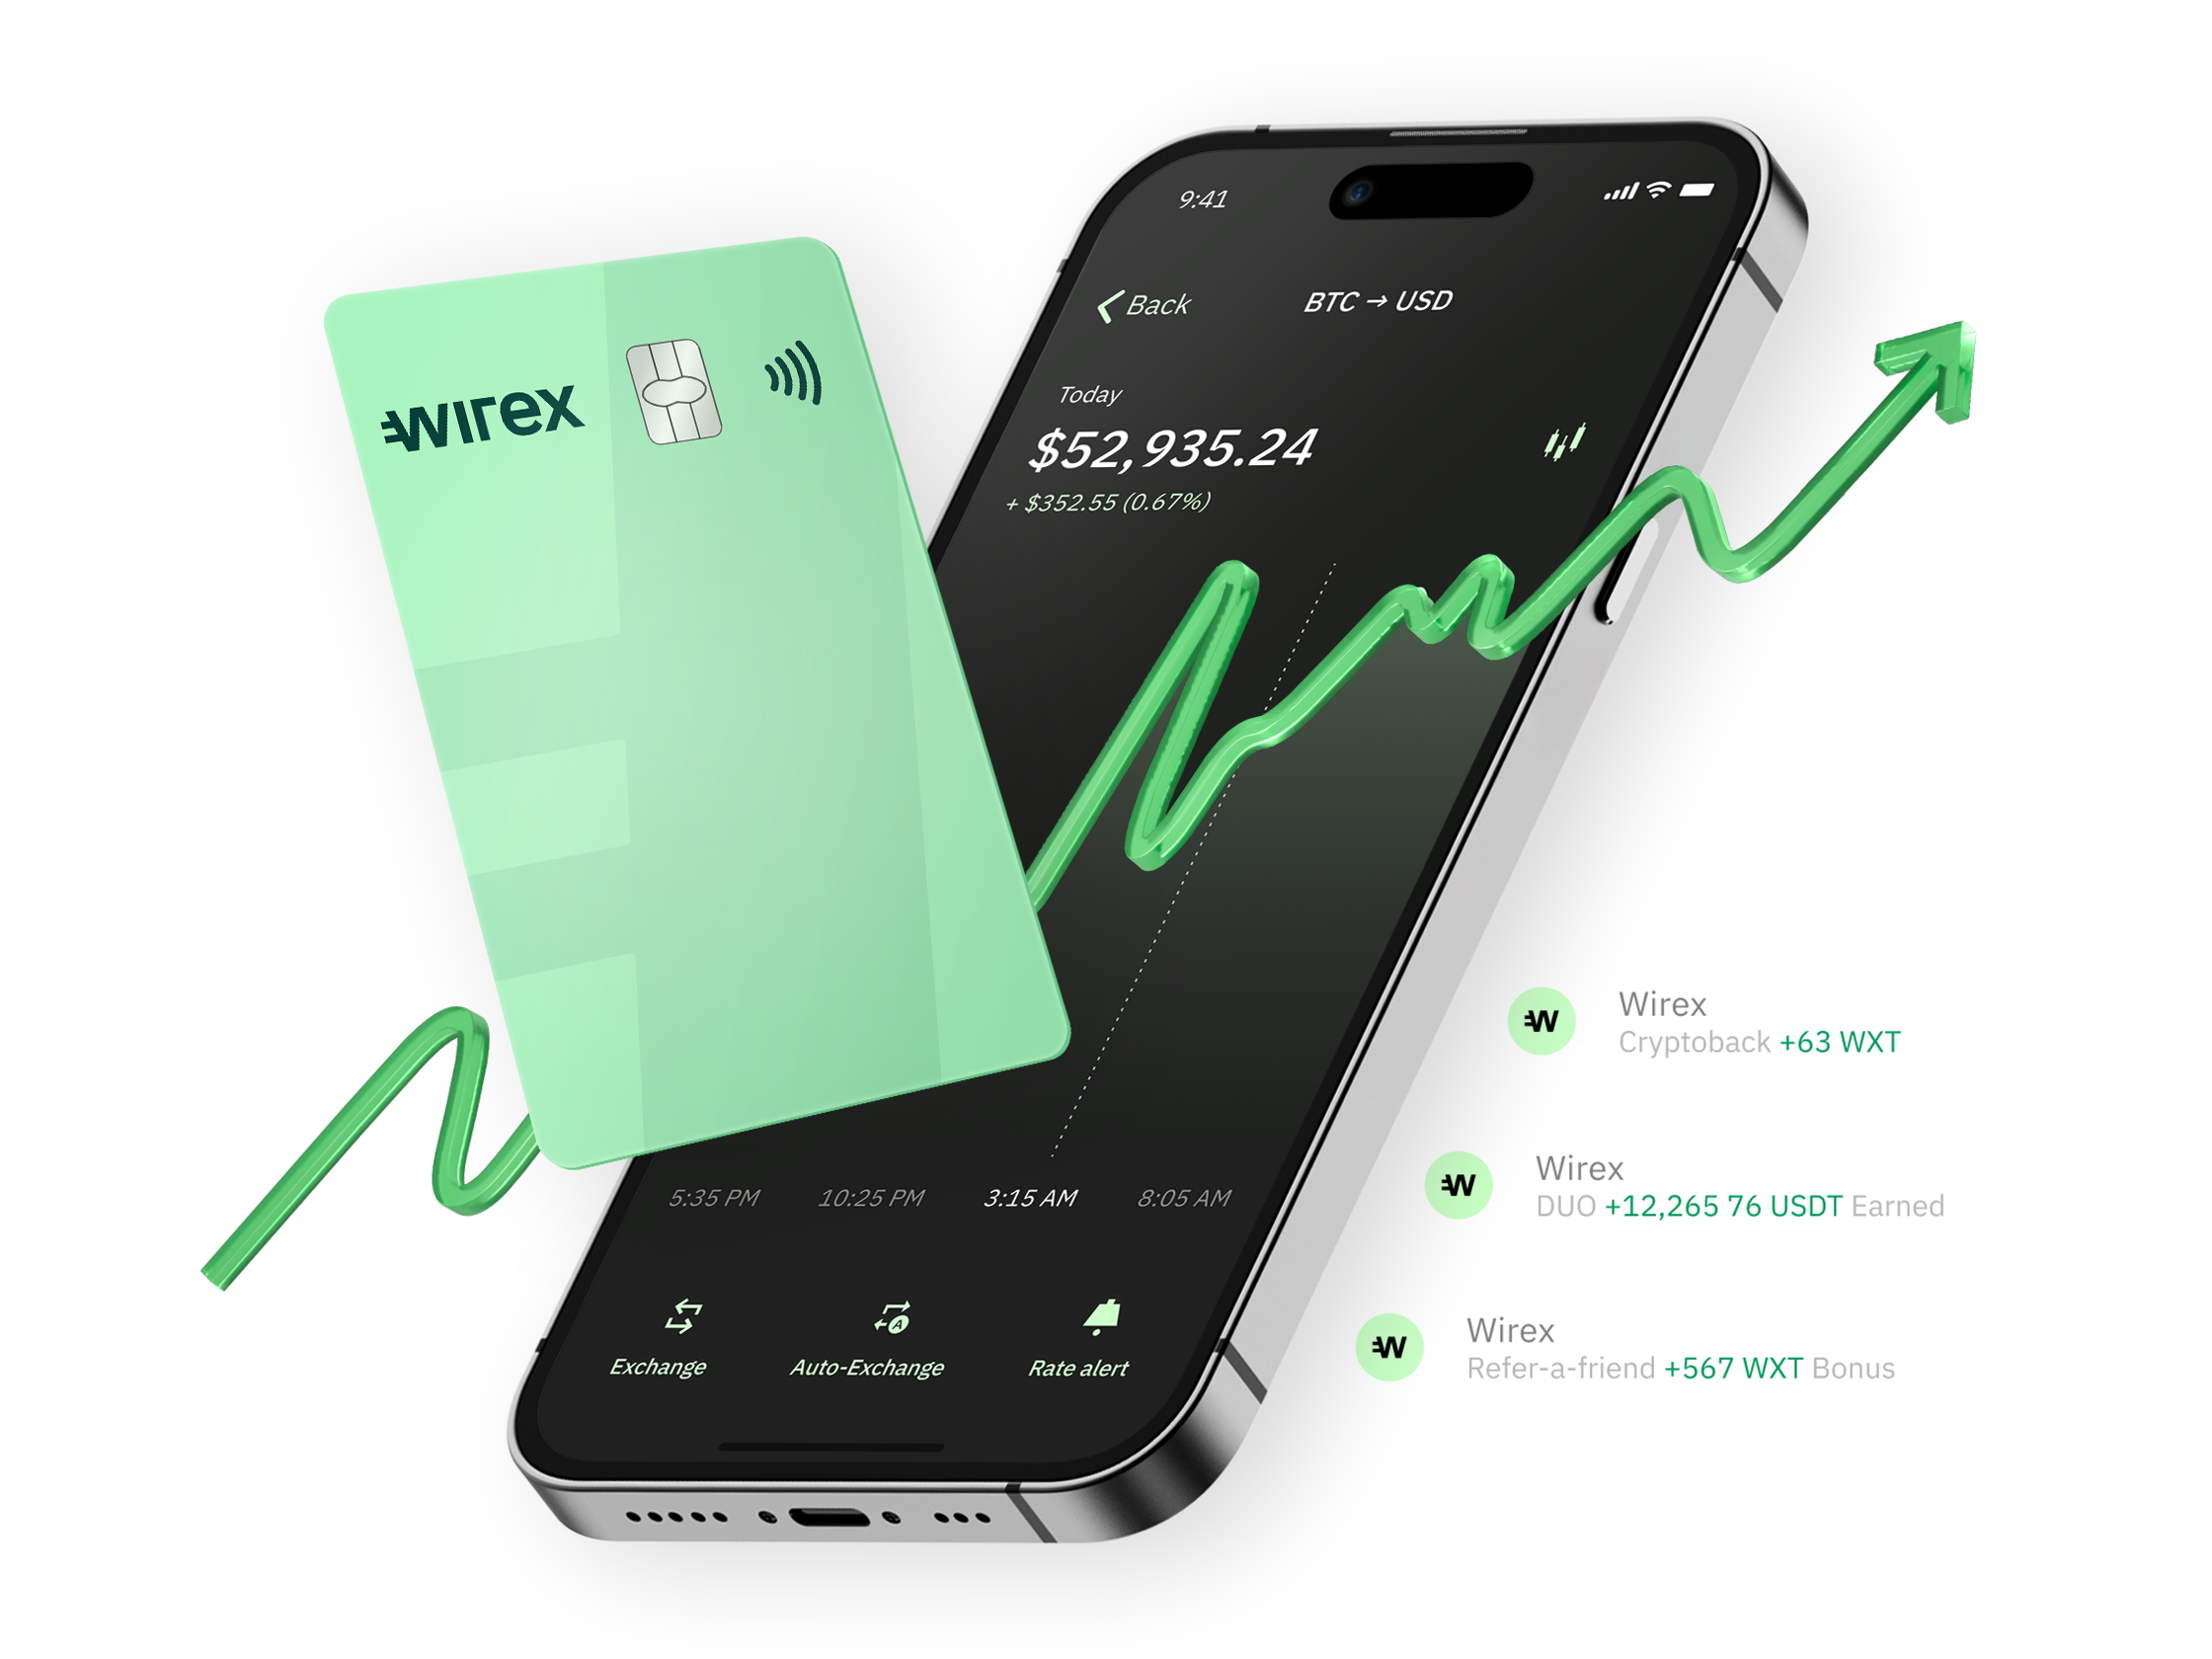 wirex
9:41
Back
BTC → USD
Today
$52,935.24
+ $352.55 (0.67%)
5:35 PM 10:25 PM 3:15 AM 8:05 AM
Exchange Auto-Exchange Rate alert
Wirex
Cryptoback +63 WXT
Wirex
DUO +12,265 76 USDT Earned
Wirex
Refer-a-friend +567 WXT Bonus